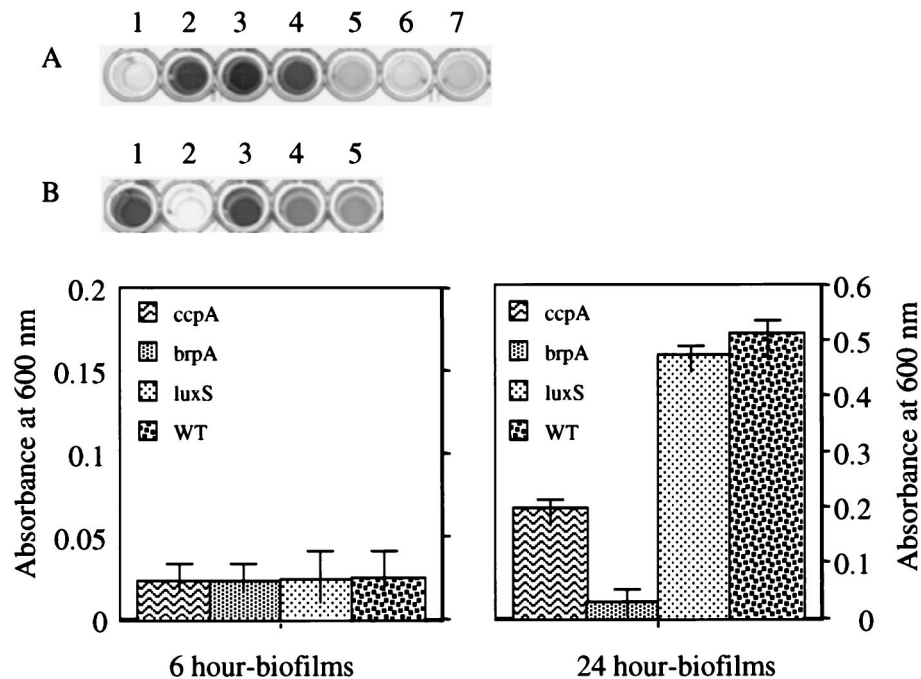 1 2 3 4 5 6 7
A
1 2 3 4 5
B
0.2
0.15
0.1
0.05
0
Absorbance at 600 nm
ccpA
brpA
luxS
WT
6 hour-biofilms
ccpA
brpA
luxS
WT
0.6
0.5
0.4
0.3
0.2
0.1
0
Absorbance at 600 nm
24 hour-biofilms